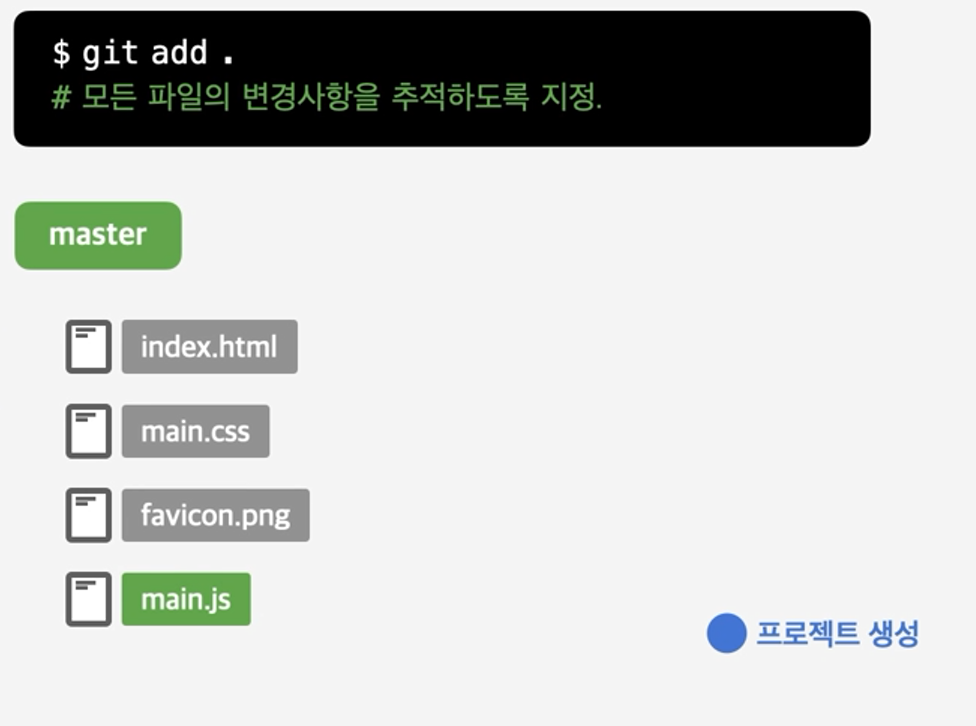 $ git add .
# 모든 파일의 변경사항을 추적하도록 지정.
master
index.html
main.css
favicon.png
main.js
프로젝트 생성